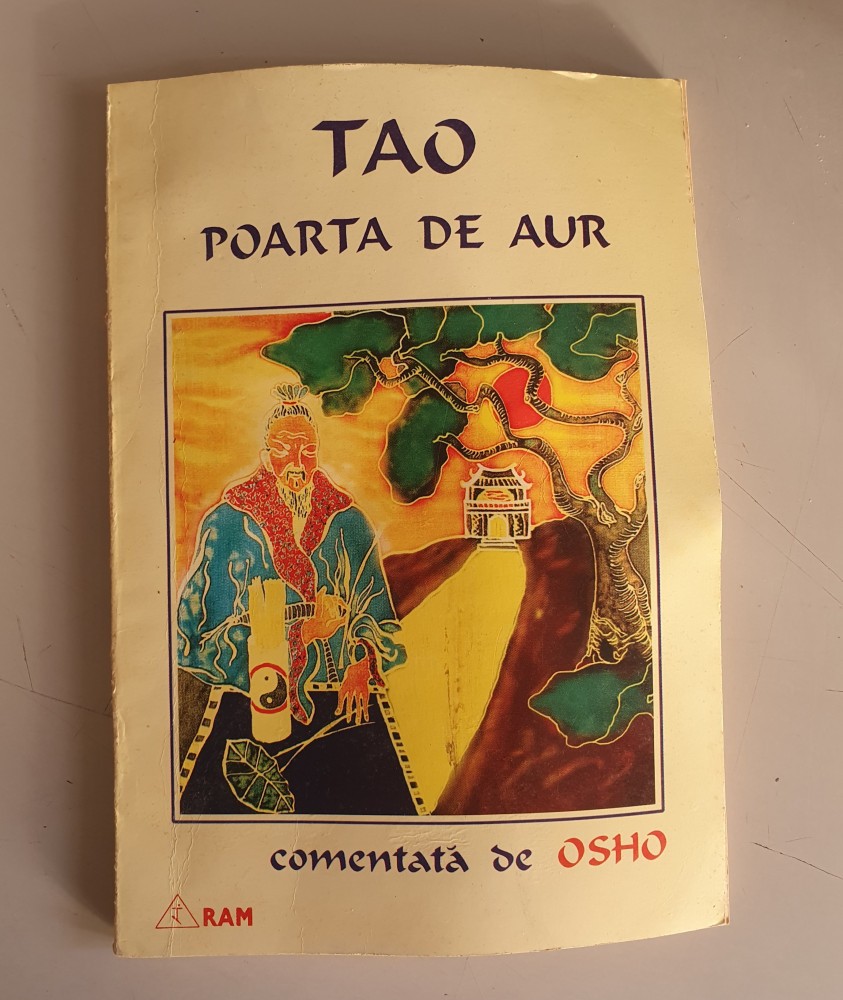 TAO
POARTA DE AUR
comentată de OSHO
RAM